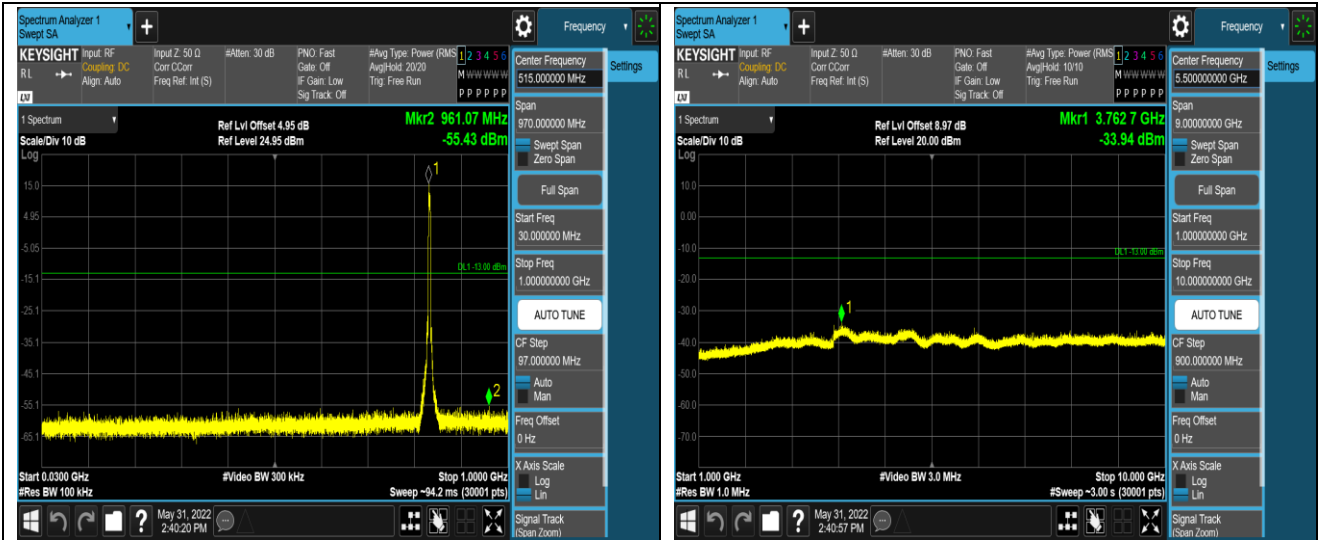 Spectrum Analyzer 1
Swept SA
+
Frequency
KEYSIGHT
RL
LXI
Input: RF
Coupling: DC
Align: Auto
Input Z: 50 Ω
Corr CCorr
Freq Ref: Int (S)
#Atten: 30 dB
PNO: Fast
Gate: Off
IF Gain: Low
Sig Track: Off
#Avg Type: Power (RMS
Avg|Hold: 20/20
Trig: Free Run
1 2 3 4 5 6
M W W W W W
P P P P P P
Center Frequency
515.000000 MHz
Settings
1 Spectrum
Scale/Div 10 dB
Log
Ref Lvl Offset 4.95 dB
Ref Level 24.95 dBm
Mkr2 961.07 MHz
-55.43 dBm
Span
970.000000 MHz
Swept Span
Zero Span
Full Span
Start Freq
30.000000 MHz
Stop Freq
1.000000000 GHz
AUTO TUNE
CF Step
97.000000 MHz
Auto
Man
Freq Offset
0 Hz
X Axis Scale
Log
Lin
Signal Track
(Span Zoom)
1
15.0
4.95
-5.05
DL1 -13.00 dBm
-15.1
-25.1
-35.1
-45.1
2
-55.1
-65.1
Start 0.0300 GHz
#Res BW 100 kHz
#Video BW 300 kHz
Stop 1.0000 GHz
Sweep ~94.2 ms (30001 pts)
?
May 31, 2022
2:40:20 PM
Spectrum Analyzer 1
Swept SA
+
Frequency
KEYSIGHT
RL
LXI
Input: RF
Coupling: DC
Align: Auto
Input Z: 50 Ω
Corr CCorr
Freq Ref: Int (S)
#Atten: 30 dB
PNO: Fast
Gate: Off
IF Gain: Low
Sig Track: Off
#Avg Type: Power (RMS
Avg|Hold: 10/10
Trig: Free Run
1 2 3 4 5 6
M W W W W W
P P P P P P
Center Frequency
5.500000000 GHz
Settings
1 Spectrum
Scale/Div 10 dB
Log
Ref Lvl Offset 8.97 dB
Ref Level 20.00 dBm
Mkr1 3.762 7 GHz
-33.94 dBm
Span
9.00000000 GHz
Swept Span
Zero Span
Full Span
Start Freq
1.000000000 GHz
Stop Freq
10.000000000 GHz
AUTO TUNE
CF Step
900.000000 MHz
Auto
Man
Freq Offset
0 Hz
X Axis Scale
Log
Lin
Signal Track
(Span Zoom)
10.0
0.00
-10.0
DL1 -13.00 dBm
-20.0
-30.0
1
-40.0
-50.0
-60.0
-70.0
Start 1.000 GHz
#Res BW 1.0 MHz
#Video BW 3.0 MHz
Stop 10.000 GHz
#Sweep ~3.00 s (30001 pts)
?
May 31, 2022
2:40:57 PM